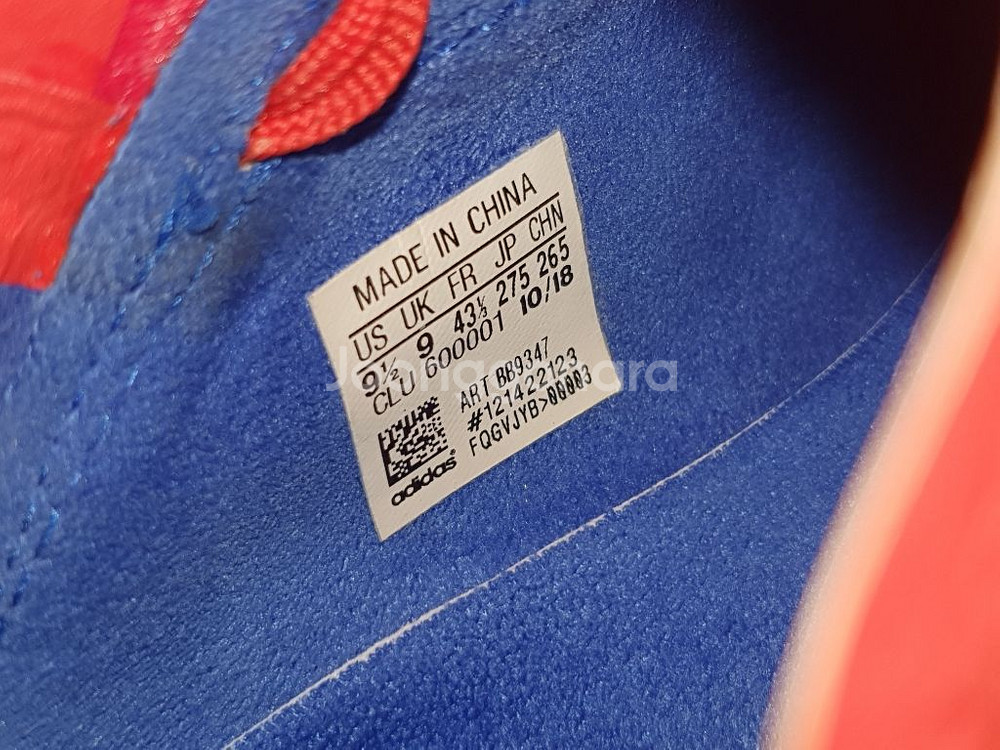 MADE IN CHINA
US UK FR JP CHN
9½ 9 43⅓ 275 265
CLU 600001 10/18
ART BB9347
#121422123
FQGVJYB>00003
adidas
Joongonara